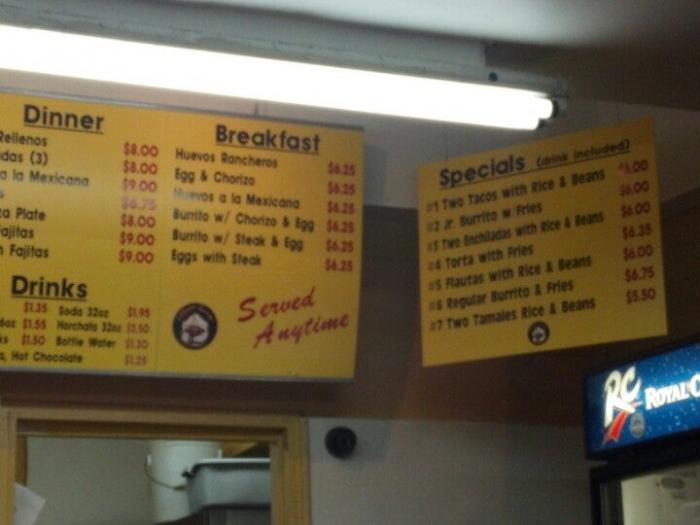 Dinner
Rellenos $8.00
das (3) $8.00
a la Mexicana $9.00
s $6.75
a Plate $8.00
ajitas $9.00
Fajitas $9.00
Drinks
$1.35
$1.55
$1.50
, Hot Chocolate
Soda 32oz $1.95
Horchata 32oz $2.50
Bottle Water $1.50
$1.25
Breakfast
Huevos Rancheros $6.25
Egg & Chorizo $6.25
Huevos a la Mexicana $6.25
Burrito w/ Chorizo & Egg $6.25
Burrito w/ Steak & Egg $6.25
Eggs with Steak $6.25
Served
Anytime
Specials (drink included)
#1 Two Tacos with Rice & Beans $6.00
#2 Jr. Burrito w Fries $6.00
#3 Two Enchiladas with Rice & Beans $6.00
#4 Torta with Fries $6.35
#5 Flautas with Rice & Beans $6.00
#6 Regular Burrito & Fries $6.75
#7 Two Tamales Rice & Beans $5.50
RC ROYAL C